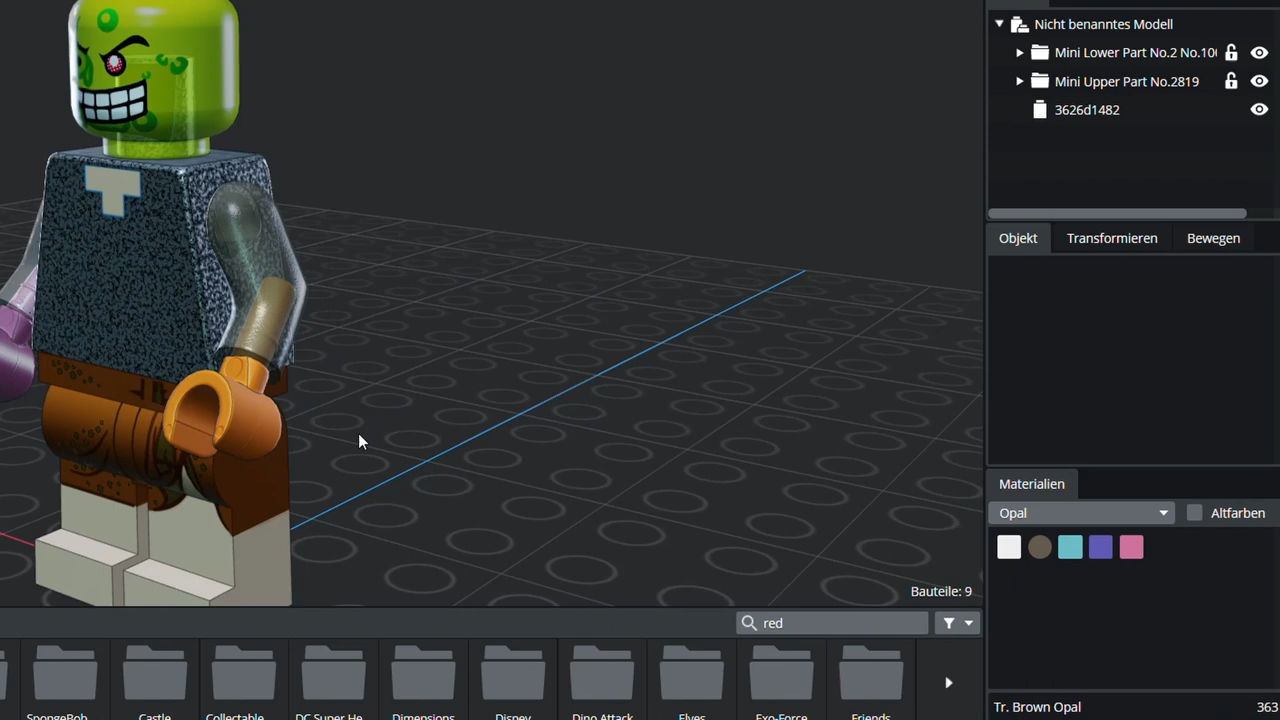 Nicht benanntes Modell
Mini Lower Part No.2 No.10
Mini Upper Part No.2819
3626d1482
Objekt
Transformieren
Bewegen
Materialien
Opal
Altfarben
Bauteile: 9
red
SpongeBob
Castle
Collectable
DC Super He
Dimensions
Disney
Dino Attack
Elves
Exo-Force
Friends
Tr. Brown Opal
363